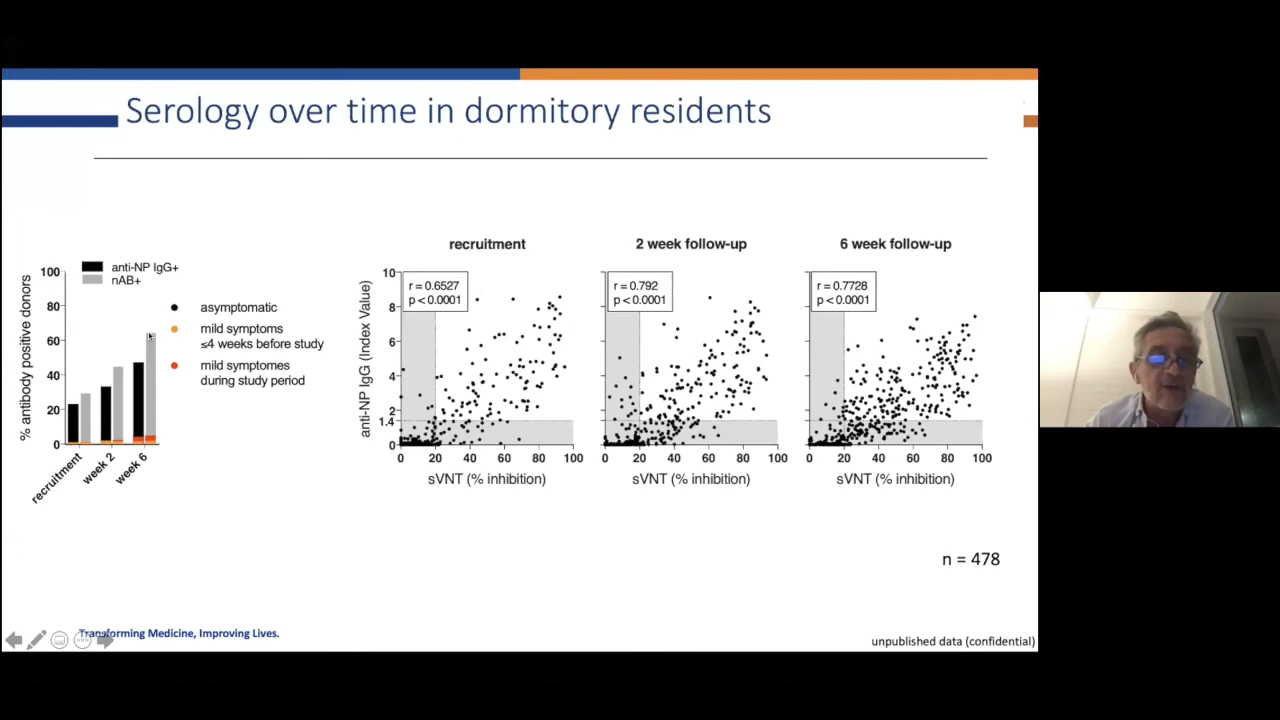 Serology over time in dormitory residents
anti-NP IgG+
nAB+
% antibody positive donors
100
80
60
40
20
0
recruitment
week 2
week 6
asymptomatic
mild symptoms
≤4 weeks before study
mild symptomes
during study period
recruitment
r = 0.6527
p < 0.0001
anti-NP IgG (Index Value)
10
8
6
4
2
1.4
0
0 20 40 60 80 100
sVNT (% inhibition)
2 week follow-up
r = 0.792
p < 0.0001
0 20 40 60 80 100
sVNT (% inhibition)
6 week follow-up
r = 0.7728
p < 0.0001
0 20 40 60 80 100
sVNT (% inhibition)
n = 478
Transforming Medicine, Improving Lives.
unpublished data (confidential)